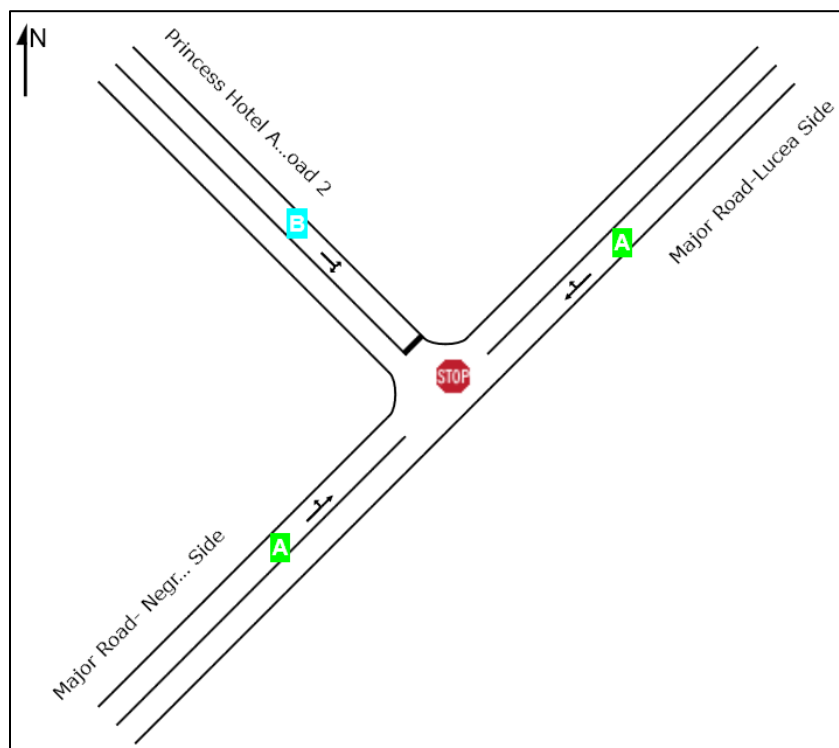 N
Princess Hotel A...oad 2
B
Major Road-Lucea Side
A
STOP
A
Major Road- Negr... Side